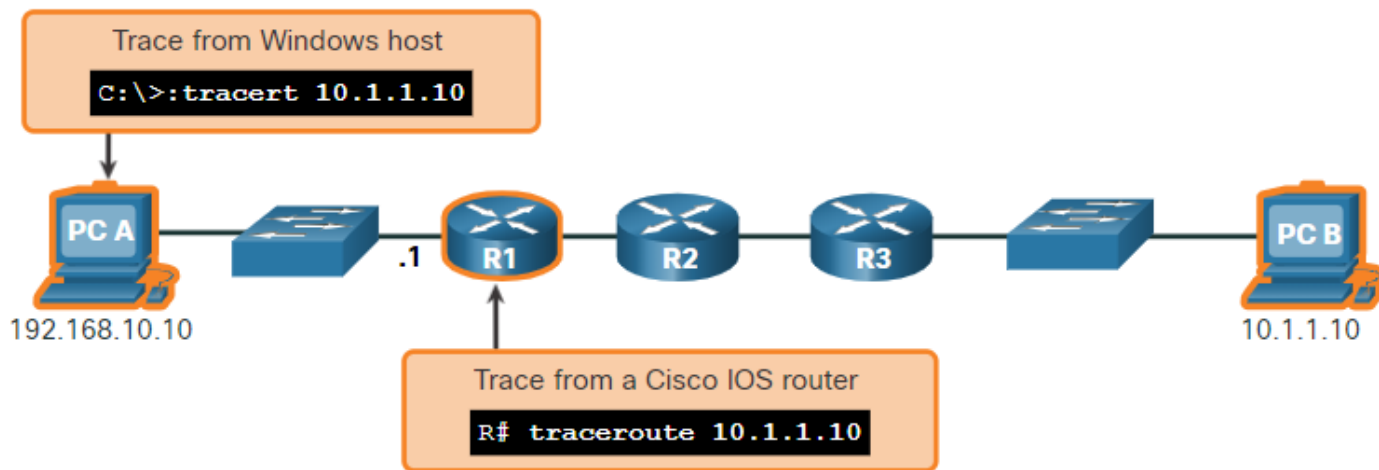 Trace from Windows host
C:\>:tracert 10.1.1.10
PC A
.1
R1
R2
R3
PC B
192.168.10.10
10.1.1.10
Trace from a Cisco IOS router
R# traceroute 10.1.1.10